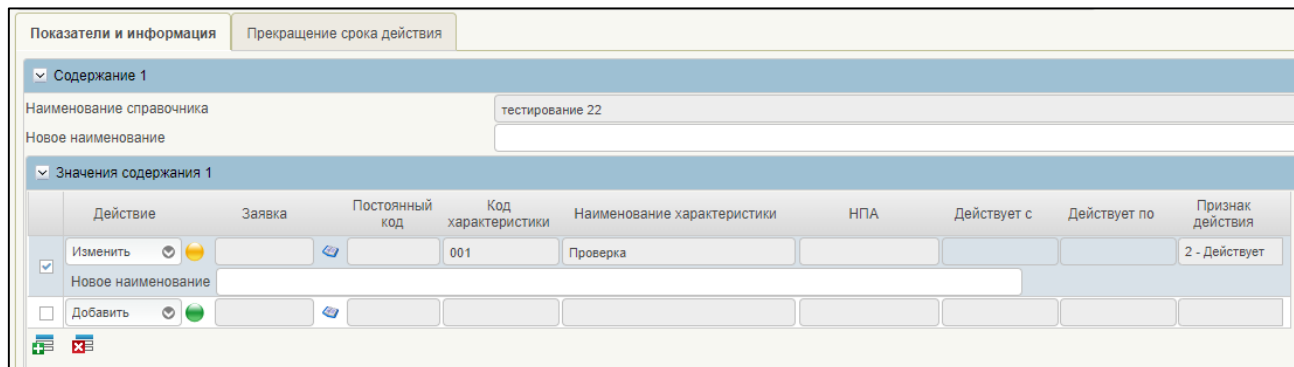 Показатели и информация Прекращение срока действия
Содержание 1
Наименование справочника тестирование 22
Новое наименование
Значения содержания 1
Действие Заявка Постоянный код Код характеристики Наименование характеристики НПА Действует с Действует по Признак действия
Изменить 001 Проверка 2 - Действует
Новое наименование
Добавить